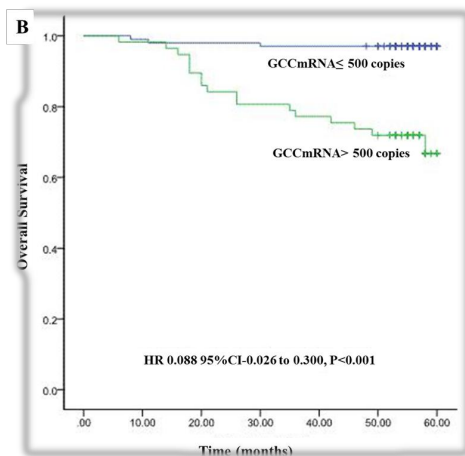 B
1.0
GCCmRNA≤ 500 copies
0.8
GCCmRNA> 500 copies
0.6
Overall Survival
0.4
0.2
HR 0.088 95%CI-0.026 to 0.300, P<0.001
0.0
.00 10.00 20.00 30.00 40.00 50.00 60.00
Time (months)